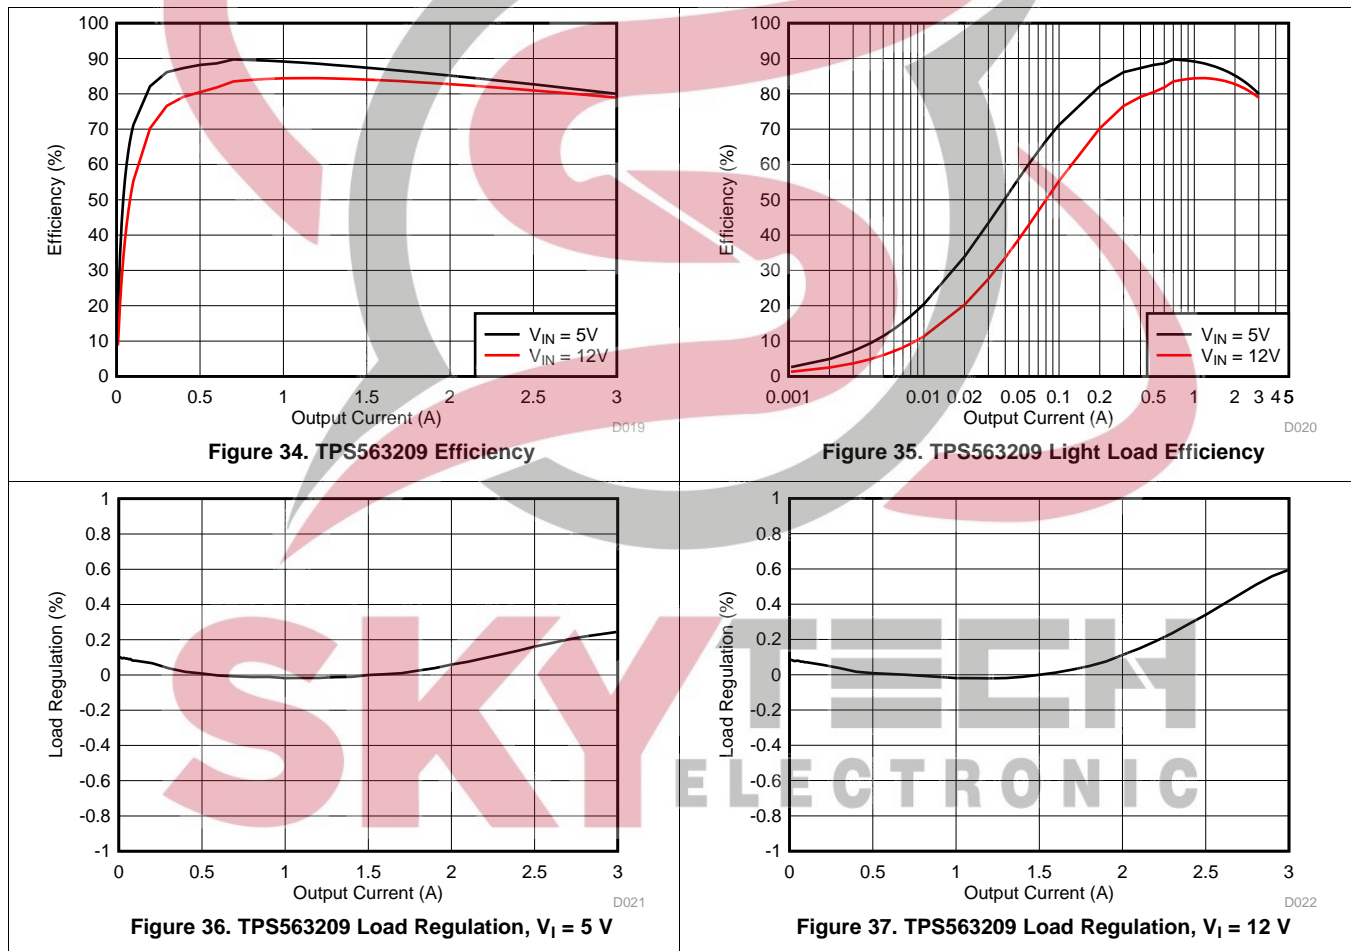 100
90
80
70
60
50
40
30
20
10
0
Efficiency (%)
V_IN = 5V
V_IN = 12V
0 0.5 1 1.5 2 2.5 3
Output Current (A)
D019
Figure 34. TPS563209 Efficiency
100
90
80
70
60
50
40
30
20
10
0
Efficiency (%)
V_IN = 5V
V_IN = 12V
0.001 0.01 0.02 0.05 0.1 0.2 0.5 1 2 3 4 5
Output Current (A)
D020
Figure 35. TPS563209 Light Load Efficiency
1
0.8
0.6
0.4
0.2
0
-0.2
-0.4
-0.6
-0.8
-1
Load Regulation (%)
0 0.5 1 1.5 2 2.5 3
Output Current (A)
D021
Figure 36. TPS563209 Load Regulation, V_I = 5 V
1
0.8
0.6
0.4
0.2
0
-0.2
-0.4
-0.6
-0.8
-1
Load Regulation (%)
0 0.5 1 1.5 2 2.5 3
Output Current (A)
D022
Figure 37. TPS563209 Load Regulation, V_I = 12 V
SKYTECH
ELECTRONIC